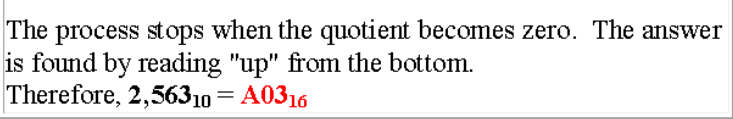 The process stops when the quotient becomes zero.  The answer
is found by reading "up" from the bottom.
Therefore, 2,563₁₀ = A03₁₆